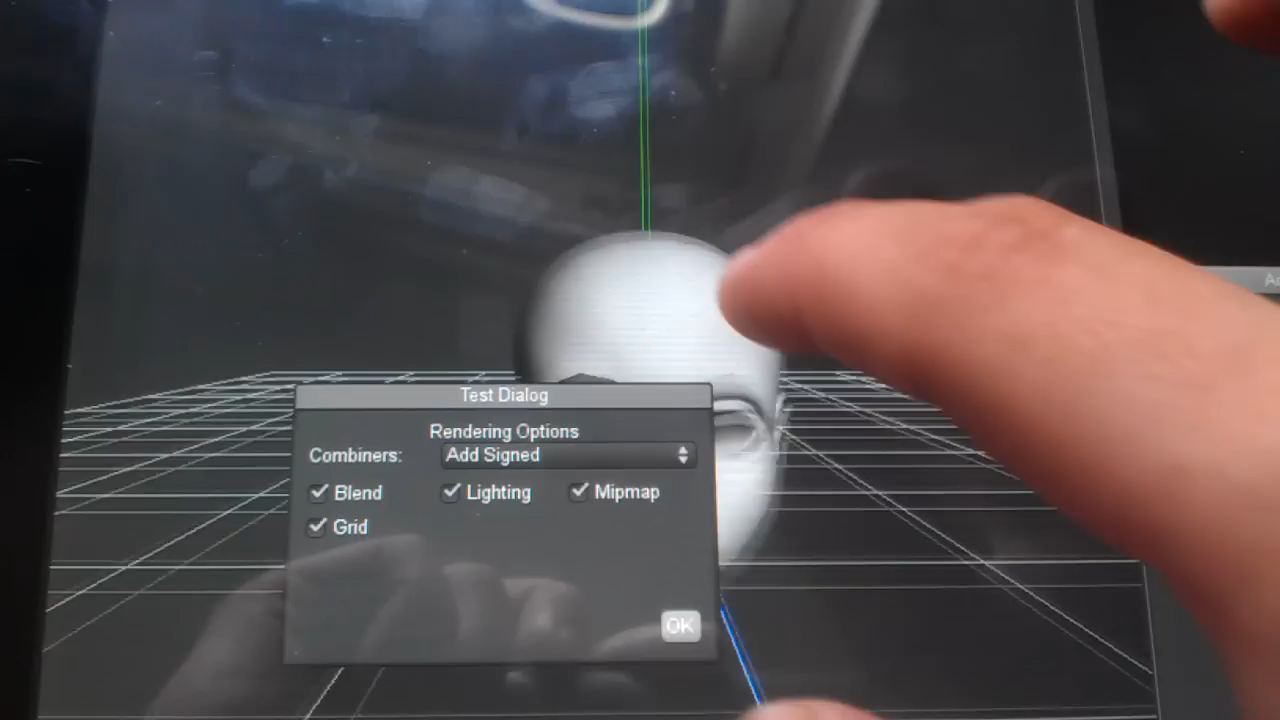 Test Dialog
Rendering Options
Combiners: Add Signed
Blend Lighting Mipmap
Grid
OK